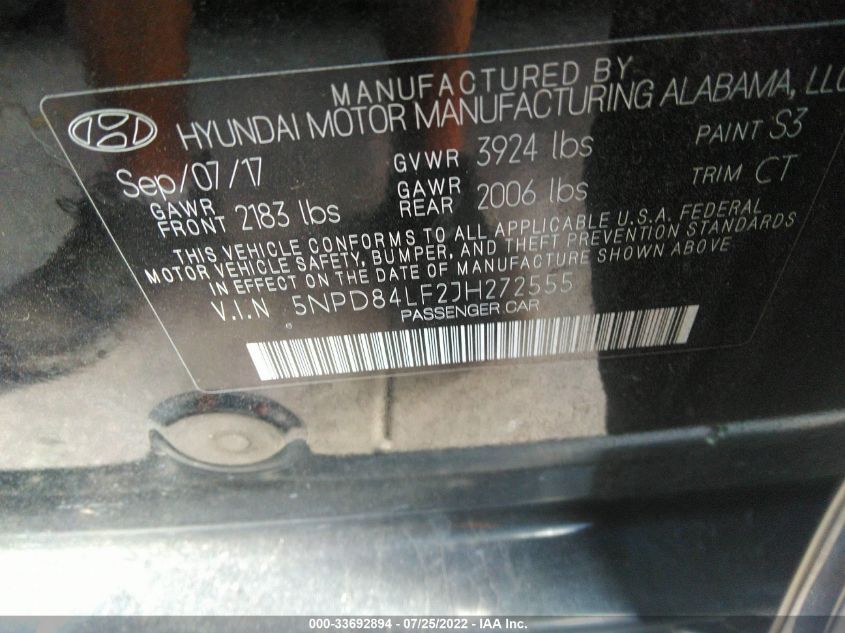 MANUFACTURED BY
HYUNDAI MOTOR MANUFACTURING ALABAMA, LLC
Sep/07/17 GVWR 3924 lbs PAINT S3
GAWR FRONT 2183 lbs GAWR REAR 2006 lbs TRIM CT
THIS VEHICLE CONFORMS TO ALL APPLICABLE U.S.A. FEDERAL
MOTOR VEHICLE SAFETY, BUMPER, AND THEFT PREVENTION STANDARDS
IN EFFECT ON THE DATE OF MANUFACTURE SHOWN ABOVE.
V.I.N 5NPD84LF2JH272555
PASSENGER CAR
000-33692894 - 07/25/2022 - IAA Inc.